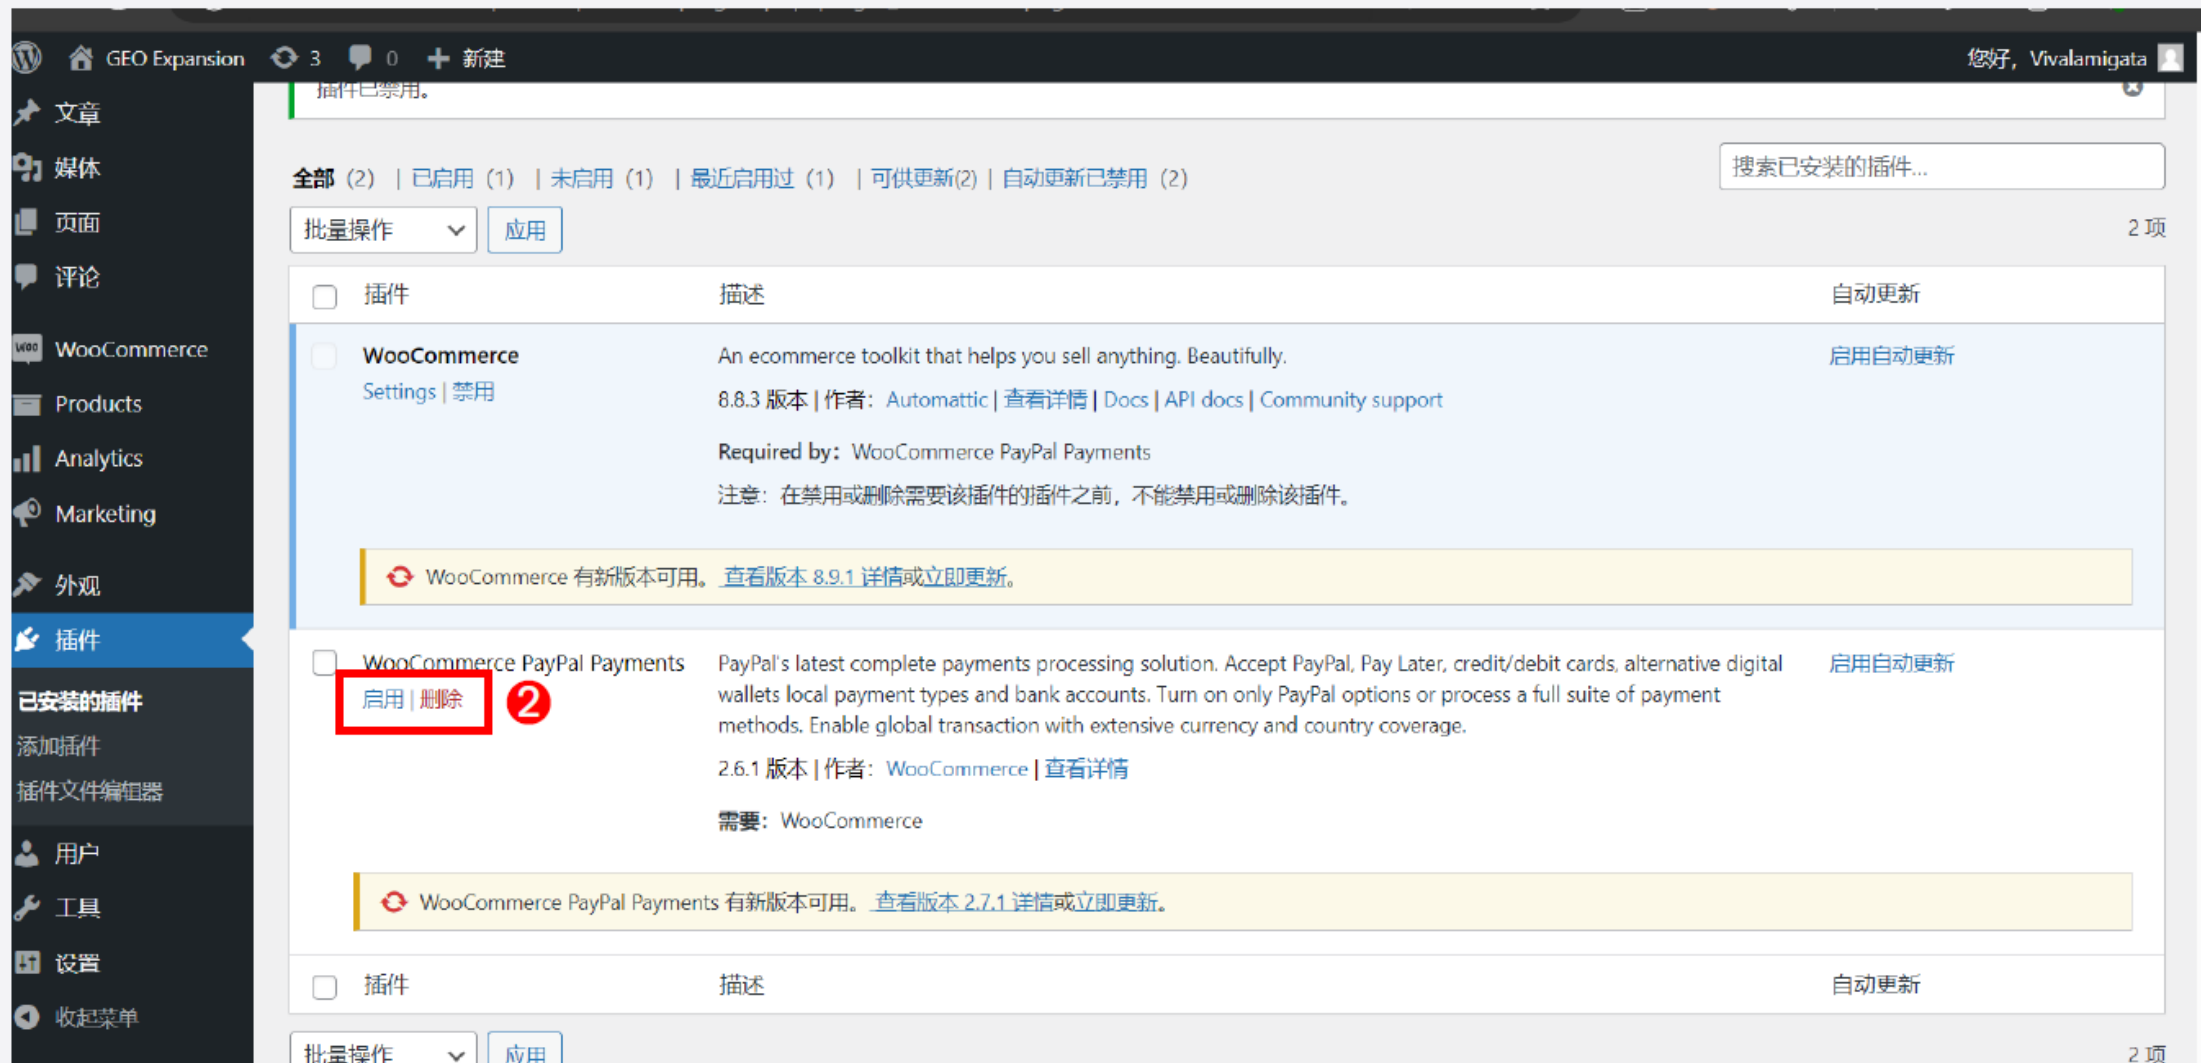 GEO Expansion 3 0 新建 您好，Vivalamigata
文章
媒体
页面
评论
WooCommerce
Products
Analytics
Marketing
外观
插件
已安装的插件
添加插件
插件文件编辑器
用户
工具
设置
收起菜单
插件已禁用。
全部 (2) | 已启用 (1) | 未启用 (1) | 最近启用过 (1) | 可供更新(2) | 自动更新已禁用 (2)
搜索已安装的插件...
批量操作 应用
2 项
插件 描述 自动更新
WooCommerce
Settings | 禁用
An ecommerce toolkit that helps you sell anything. Beautifully.
8.8.3 版本 | 作者：Automattic | 查看详情 | Docs | API docs | Community support
Required by: WooCommerce PayPal Payments
注意：在禁用或删除需要该插件的插件之前，不能禁用或删除该插件。
启用自动更新
WooCommerce 有新版本可用。查看版本 8.9.1 详情或立即更新。
WooCommerce PayPal Payments
启用 | 删除
2
PayPal's latest complete payments processing solution. Accept PayPal, Pay Later, credit/debit cards, alternative digital
wallets local payment types and bank accounts. Turn on only PayPal options or process a full suite of payment
methods. Enable global transaction with extensive currency and country coverage.
2.6.1 版本 | 作者：WooCommerce | 查看详情
需要：WooCommerce
启用自动更新
WooCommerce PayPal Payments 有新版本可用。查看版本 2.7.1 详情或立即更新。
插件 描述 自动更新
批量操作 应用
2 项